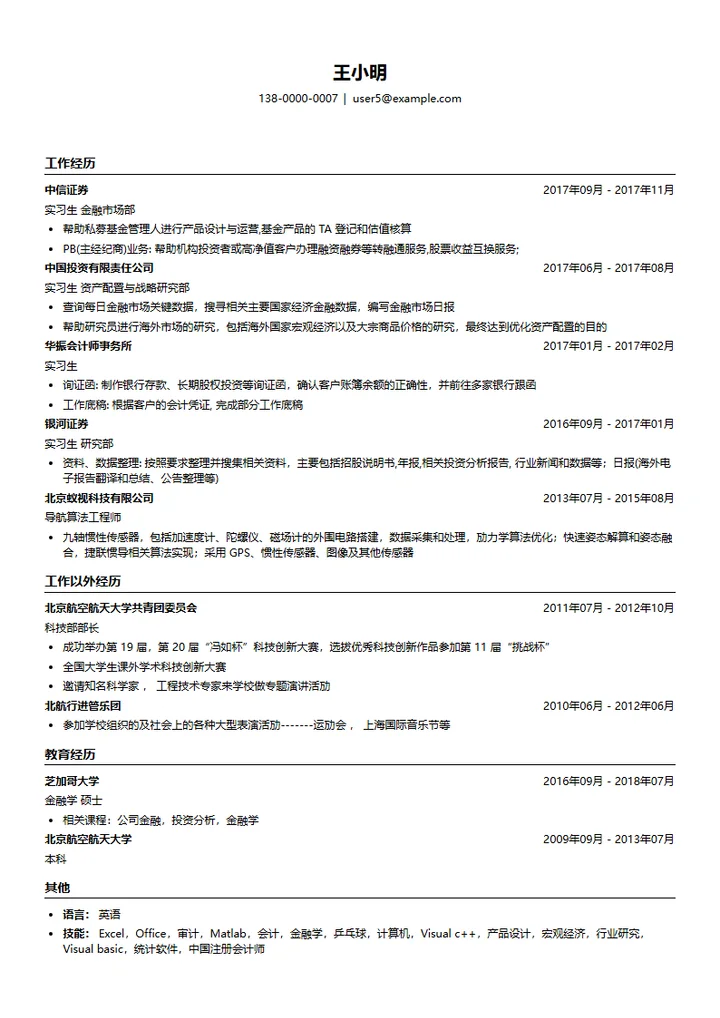 王小明
138-0000-0007 | user5@example.com
工作经历
中信证券 2017年09月 - 2017年11月
实习生 金融市场部
• 帮助私募基金管理人进行产品设计与运营,基金产品的 TA 登记和估值核算
• PB(主经纪商)业务: 帮助机构投资者或高净值客户办理融资融券等转融通服务,股票收益互换服务;
中国投资有限责任公司 2017年06月 - 2017年08月
实习生 资产配置与战略研究部
• 查询每日金融市场关键数据，搜寻相关主要国家经济金融数据，编写金融市场日报
• 帮助研究员进行海外市场的研究，包括海外国家宏观经济以及大宗商品价格的研究，最终达到优化资产配置的目的
华振会计师事务所 2017年01月 - 2017年02月
实习生
• 询证函: 制作银行存款、长期股权投资等询证函，确认客户账簿余额的正确性，并前往多家银行跟函
• 工作底稿: 根据客户的会计凭证, 完成部分工作底稿
银河证券 2016年09月 - 2017年01月
实习生 研究部
• 资料、数据整理: 按照要求整理并搜集相关资料，主要包括招股说明书,年报,相关投资分析报告, 行业新闻和数据等；日报(海外电
子报告翻译和总结、公告整理等)
北京蚁视科技有限公司 2013年07月 - 2015年08月
导航算法工程师
• 九轴惯性传感器，包括加速度计、陀螺仪、磁场计的外围电路搭建，数据采集和处理，动力学算法优化；快速姿态解算和姿态融
合，捷联惯导相关算法实现；采用 GPS、惯性传感器、图像及其他传感器
工作以外经历
北京航空航天大学共青团委员会 2011年07月 - 2012年10月
科技部部长
• 成功举办第 19 届，第 20 届“冯如杯”科技创新大赛，选拔优秀科技创新作品参加第 11 届“挑战杯”
• 全国大学生课外学术科技创新大赛
• 邀请知名科学家 ， 工程技术专家来学校做专题演讲活动
北航行进管乐团 2010年06月 - 2012年06月
• 参加学校组织的及社会上的各种大型表演活动-------运动会 ， 上海国际音乐节等
教育经历
芝加哥大学 2016年09月 - 2018年07月
金融学 硕士
• 相关课程：公司金融，投资分析，金融学
北京航空航天大学 2009年09月 - 2013年07月
本科
其他
• 语言： 英语
• 技能： Excel，Office，审计，Matlab，会计，金融学，乒乓球，计算机，Visual c++，产品设计，宏观经济，行业研究，
Visual basic，统计软件，中国注册会计师